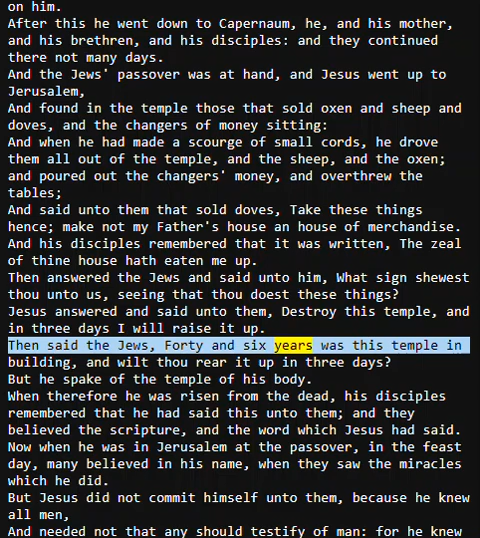 on him.
After this he went down to Capernaum, he, and his mother,
and his brethren, and his disciples: and they continued
there not many days.
And the Jews' passover was at hand, and Jesus went up to
Jerusalem,
And found in the temple those that sold oxen and sheep and
doves, and the changers of money sitting:
And when he had made a scourge of small cords, he drove
them all out of the temple, and the sheep, and the oxen;
and poured out the changers' money, and overthrew the
tables;
And said unto them that sold doves, Take these things
hence; make not my Father's house an house of merchandise.
And his disciples remembered that it was written, The zeal
of thine house hath eaten me up.
Then answered the Jews and said unto him, What sign shewest
thou unto us, seeing that thou doest these things?
Jesus answered and said unto them, Destroy this temple, and
in three days I will raise it up.
Then said the Jews, Forty and six years was this temple in
building, and wilt thou rear it up in three days?
But he spake of the temple of his body.
When therefore he was risen from the dead, his disciples
remembered that he had said this unto them; and they
believed the scripture, and the word which Jesus had said.
Now when he was in Jerusalem at the passover, in the feast
day, many believed in his name, when they saw the miracles
which he did.
But Jesus did not commit himself unto them, because he knew
all men,
And needed not that any should testify of man: for he knew